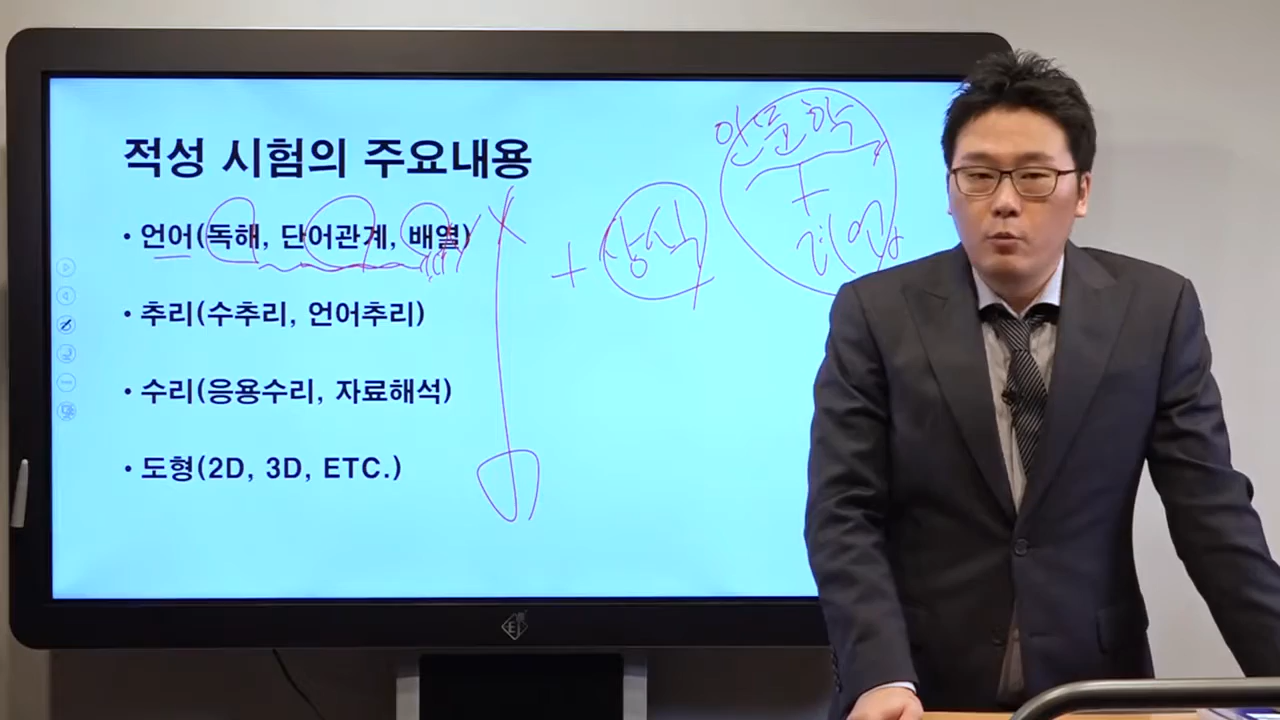 적성 시험의 주요내용
• 언어(독해, 단어관계, 배열)
• 추리(수추리, 언어추리)
• 수리(응용수리, 자료해석)
• 도형(2D, 3D, ETC.)
+ 상식
인문학
+